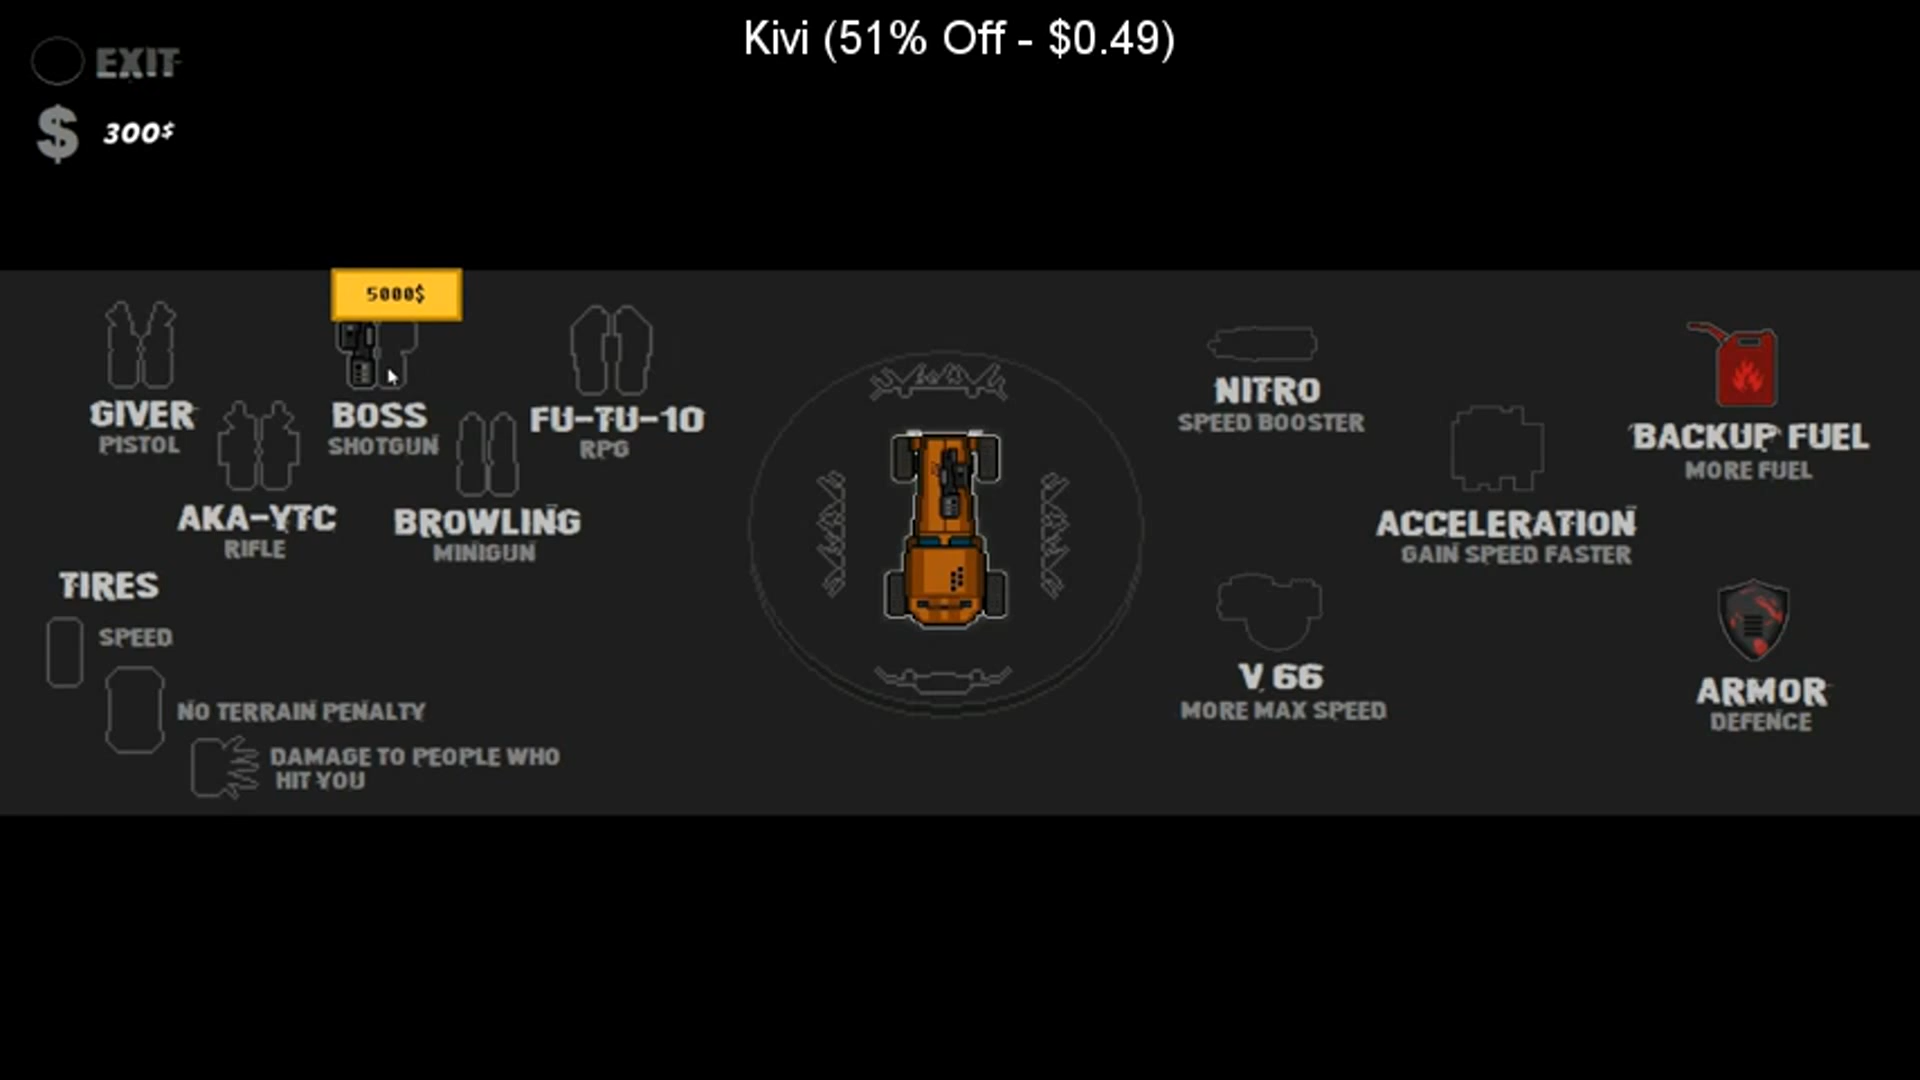 Kivi (51% Off - $0.49)
EXIT
$ 300$
5000$
GIVER
PISTOL
BOSS
SHOTGUN
FU-TU-10
RPG
AKA-YTC
RIFLE
BROWLING
MINIGUN
TIRES
SPEED
NO TERRAIN PENALTY
DAMAGE TO PEOPLE WHO
HIT YOU
NITRO
SPEED BOOSTER
BACKUP FUEL
MORE FUEL
ACCELERATION
GAIN SPEED FASTER
V 66
MORE MAX SPEED
ARMOR
DEFENCE